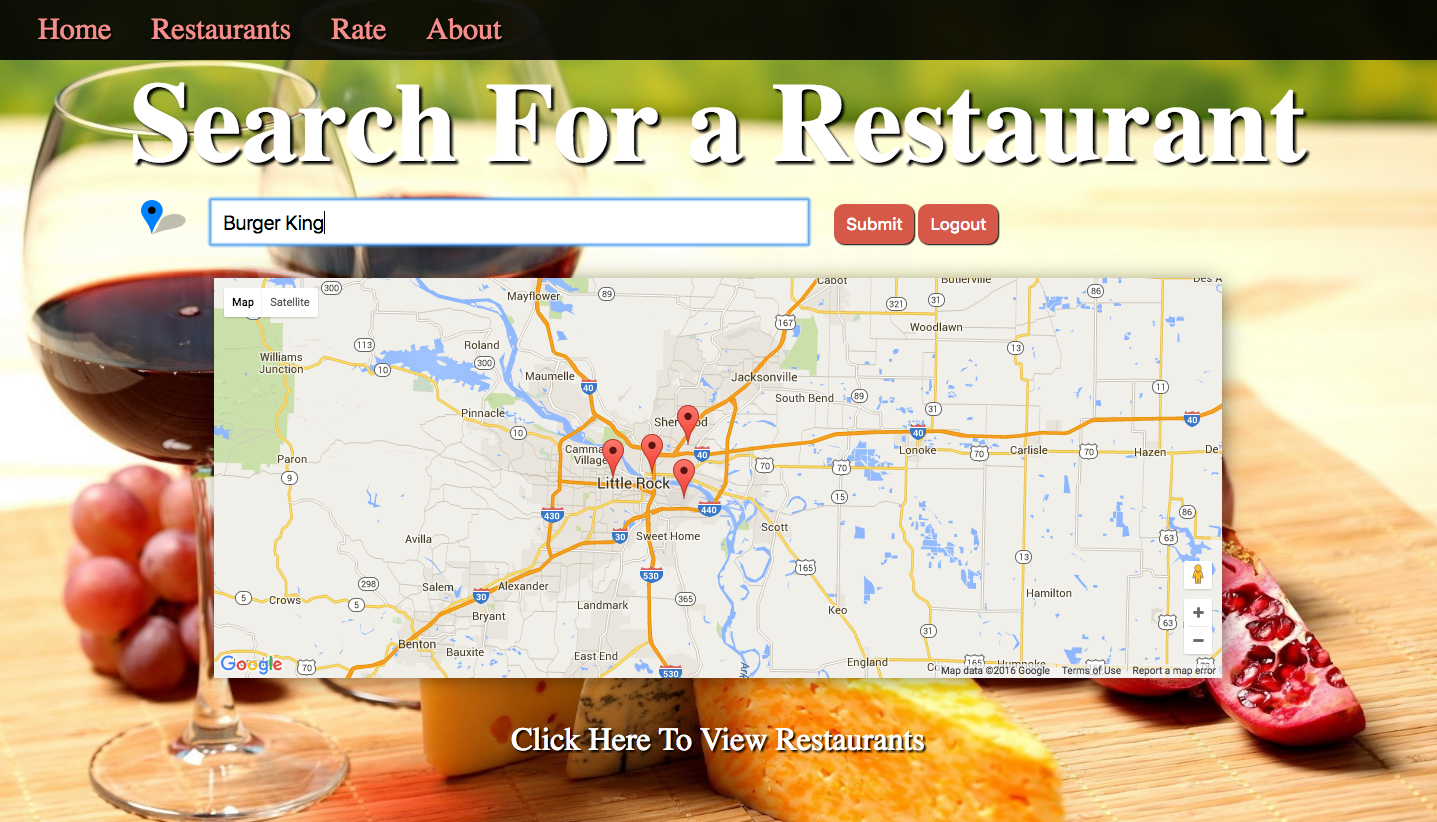 Home Restaurants Rate About
Search For a Restaurant
Burger King
Submit Logout
Map Satellite
300
Mayflower
89
Cabot
Butlerville
86
321
31
167
Woodlawn
113
Roland
300
13
Williams
Junction
10
Maumelle
40
Jacksonville
11
South Bend
89
31
Pinnacle
10
40
40
Lonoke
70
Carlisle
70
Hazen
40
70
70
Paron
9
Little Rock
15
430
440
86
Scott
Avilla
30
Sweet Home
63
13
165
298
Salem
Alexander
530
5
Crows
5
30
365
Landmark
Hamilton
Keo
Bryant
63
31
Benton
Bauxite
East End
England
165
70
530
Google
Map data ©2016 Google Terms of Use Report a map error
Click Here To View Restaurants